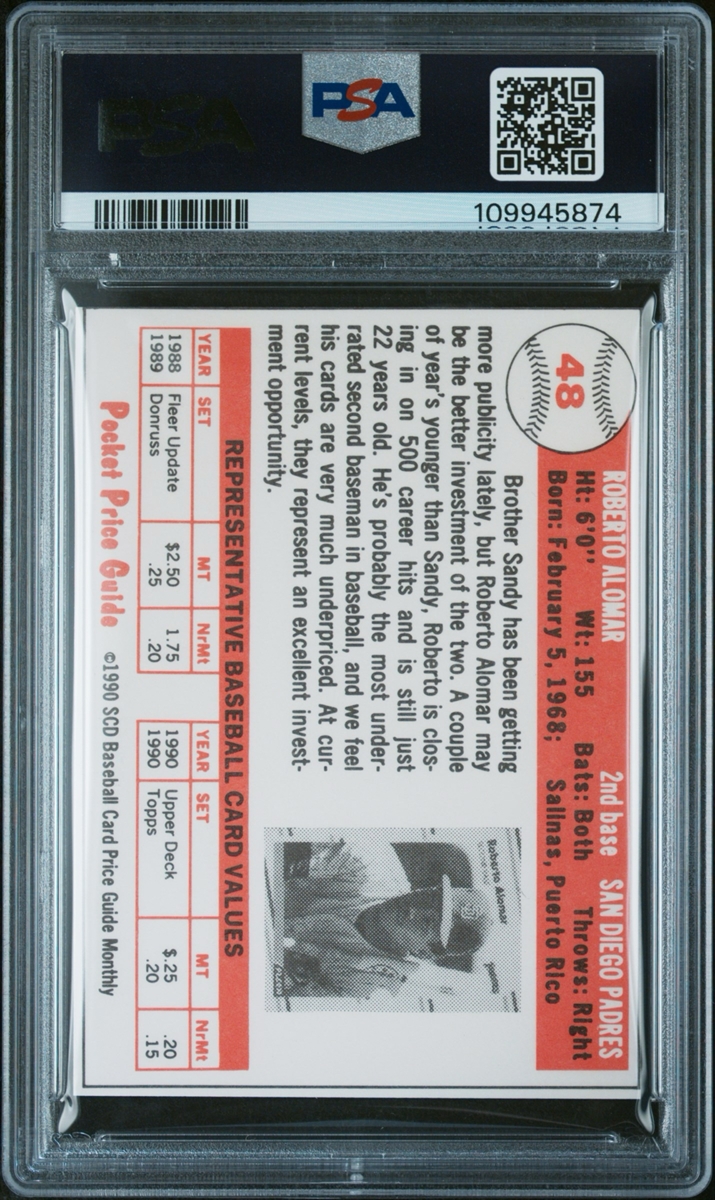 PSA
PSA
109945874
48
ROBERTO ALOMAR 2nd base SAN DIEGO PADRES
Ht: 6'0" Wt: 155 Bats: Both Throws: Right
Born: February 5, 1968; Salinas, Puerto Rico
Brother Sandy has been getting
more publicity lately, but Roberto Alomar may
be the better investment of the two. A couple
of year's younger than Sandy, Roberto is clos-
ing in on 500 career hits and is still just
22 years old. He's probably the most under-
rated second baseman in baseball, and we feel
his cards are very much underpriced. At cur-
rent levels, they represent an excellent invest-
ment opportunity.
Roberto Alomar
FLEER
REPRESENTATIVE BASEBALL CARD VALUES
YEAR SET MT NrMt YEAR SET MT NrMt
1988 Fleer Update $2.50 1.75 1990 Upper Deck $.25 .20
1989 Donruss .25 .20 1990 Topps .20 .15
Pocket Price Guide ©1990 SCD Baseball Card Price Guide Monthly